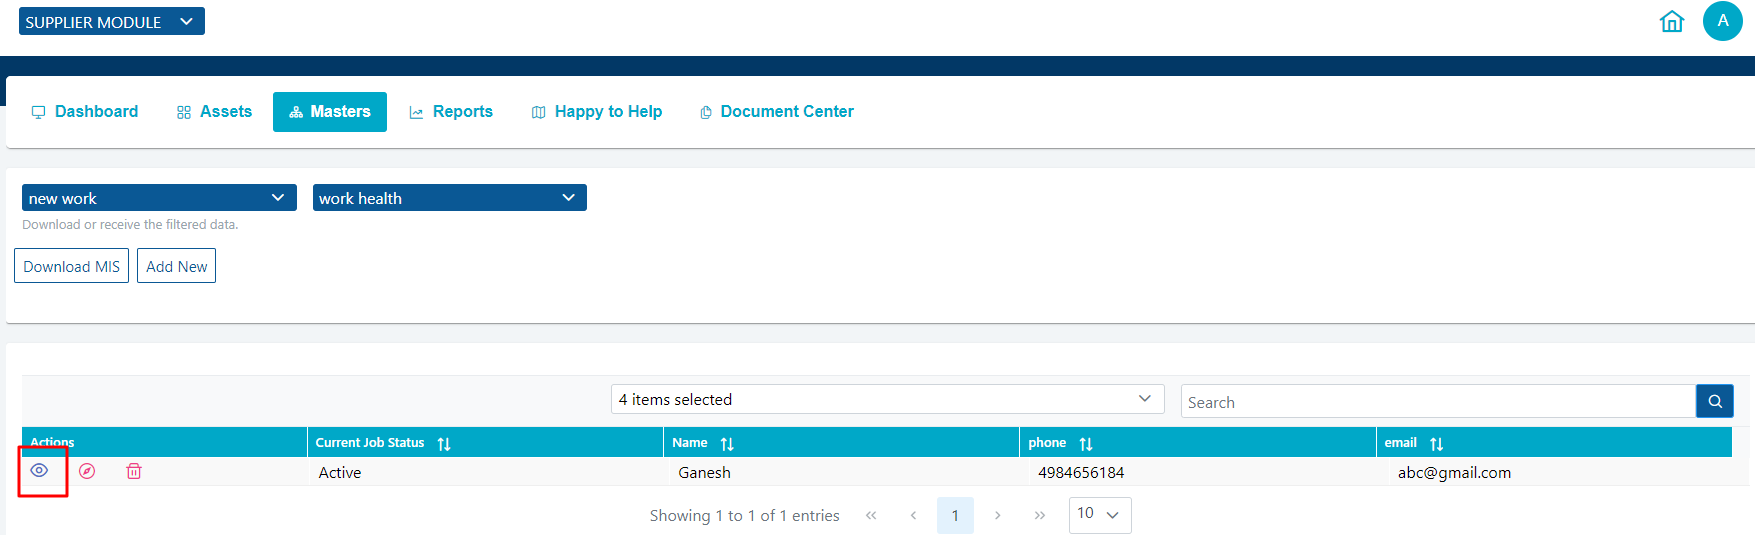 SUPPLIER MODULE
A
Dashboard Assets Masters Reports Happy to Help Document Center
new work work health
Download or receive the filtered data.
Download MIS Add New
4 items selected Search
Actions Current Job Status Name phone email
Active Ganesh 4984656184 abc@gmail.com
Showing 1 to 1 of 1 entries << < 1 > >> 10